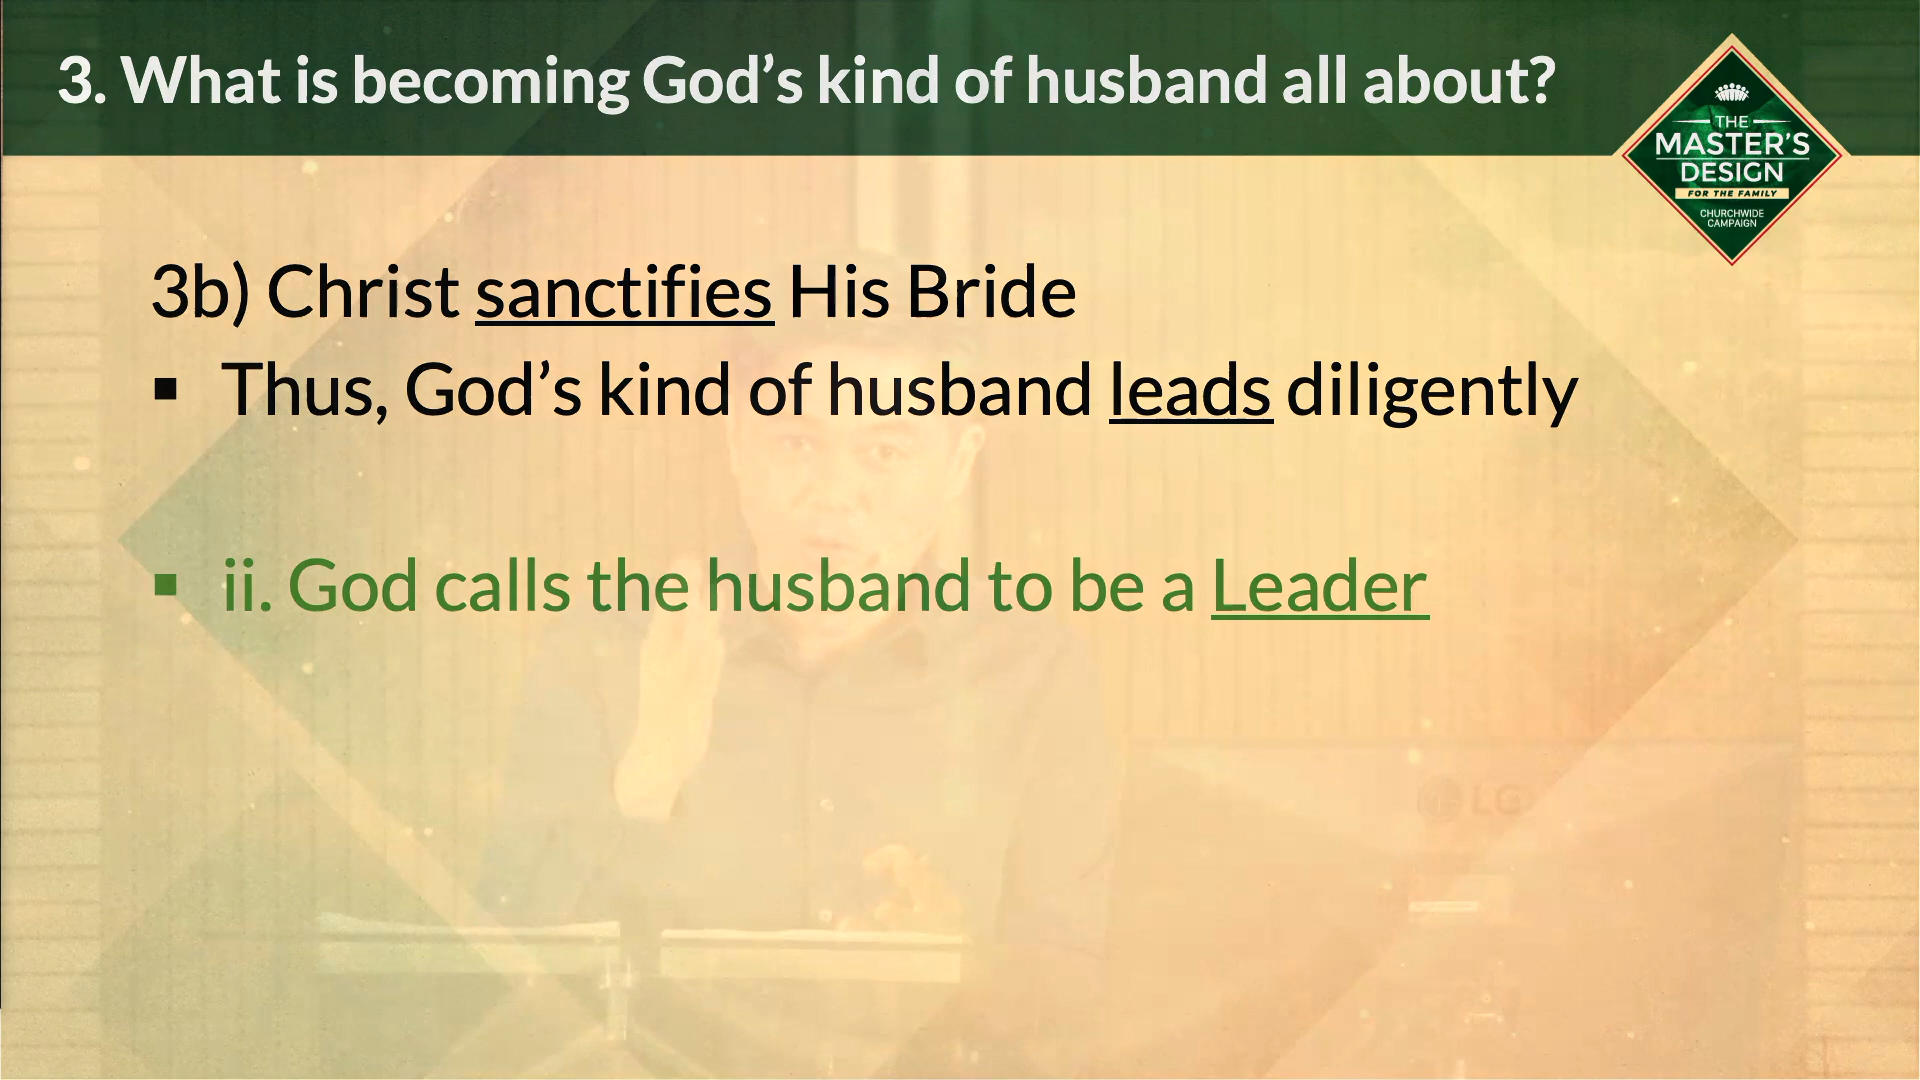 3. What is becoming God's kind of husband all about?
THE
MASTER'S
DESIGN
FOR THE FAMILY
CHURCHWIDE
CAMPAIGN
3b) Christ sanctifies His Bride
▪ Thus, God's kind of husband leads diligently
▪ ii. God calls the husband to be a Leader
LG